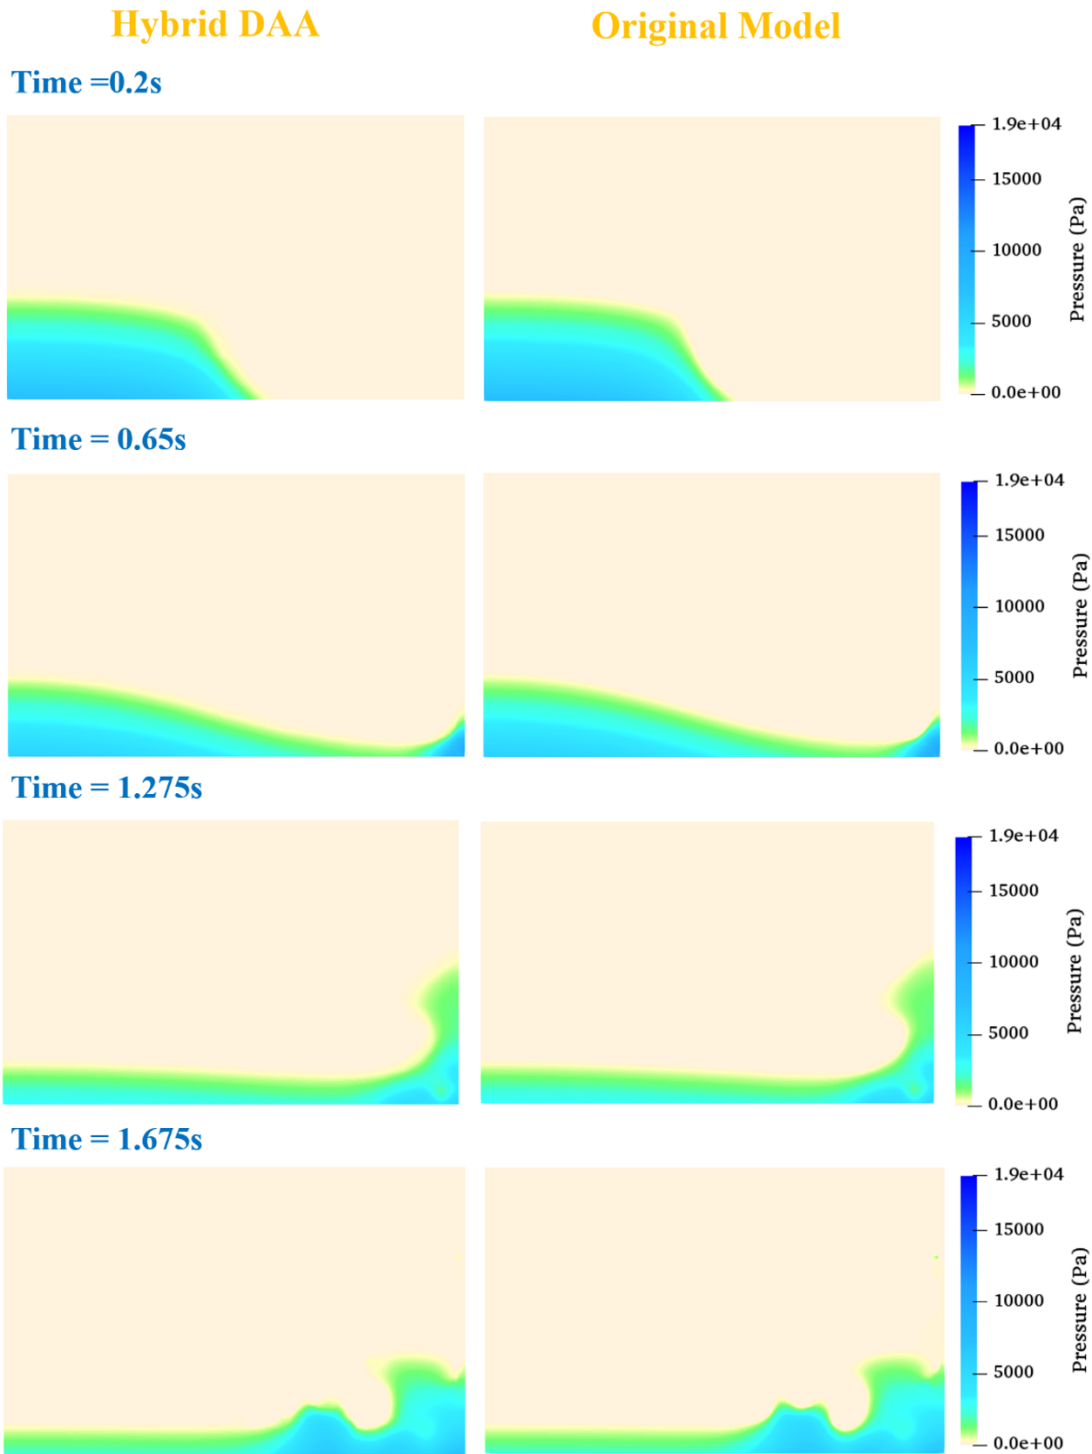 Hybrid DAA
Original Model
Time =0.2s
1.9e+04
15000
10000
5000
0.0e+00
Pressure (Pa)
Time = 0.65s
1.9e+04
15000
10000
5000
0.0e+00
Pressure (Pa)
Time = 1.275s
1.9e+04
15000
10000
5000
0.0e+00
Pressure (Pa)
Time = 1.675s
1.9e+04
15000
10000
5000
0.0e+00
Pressure (Pa)